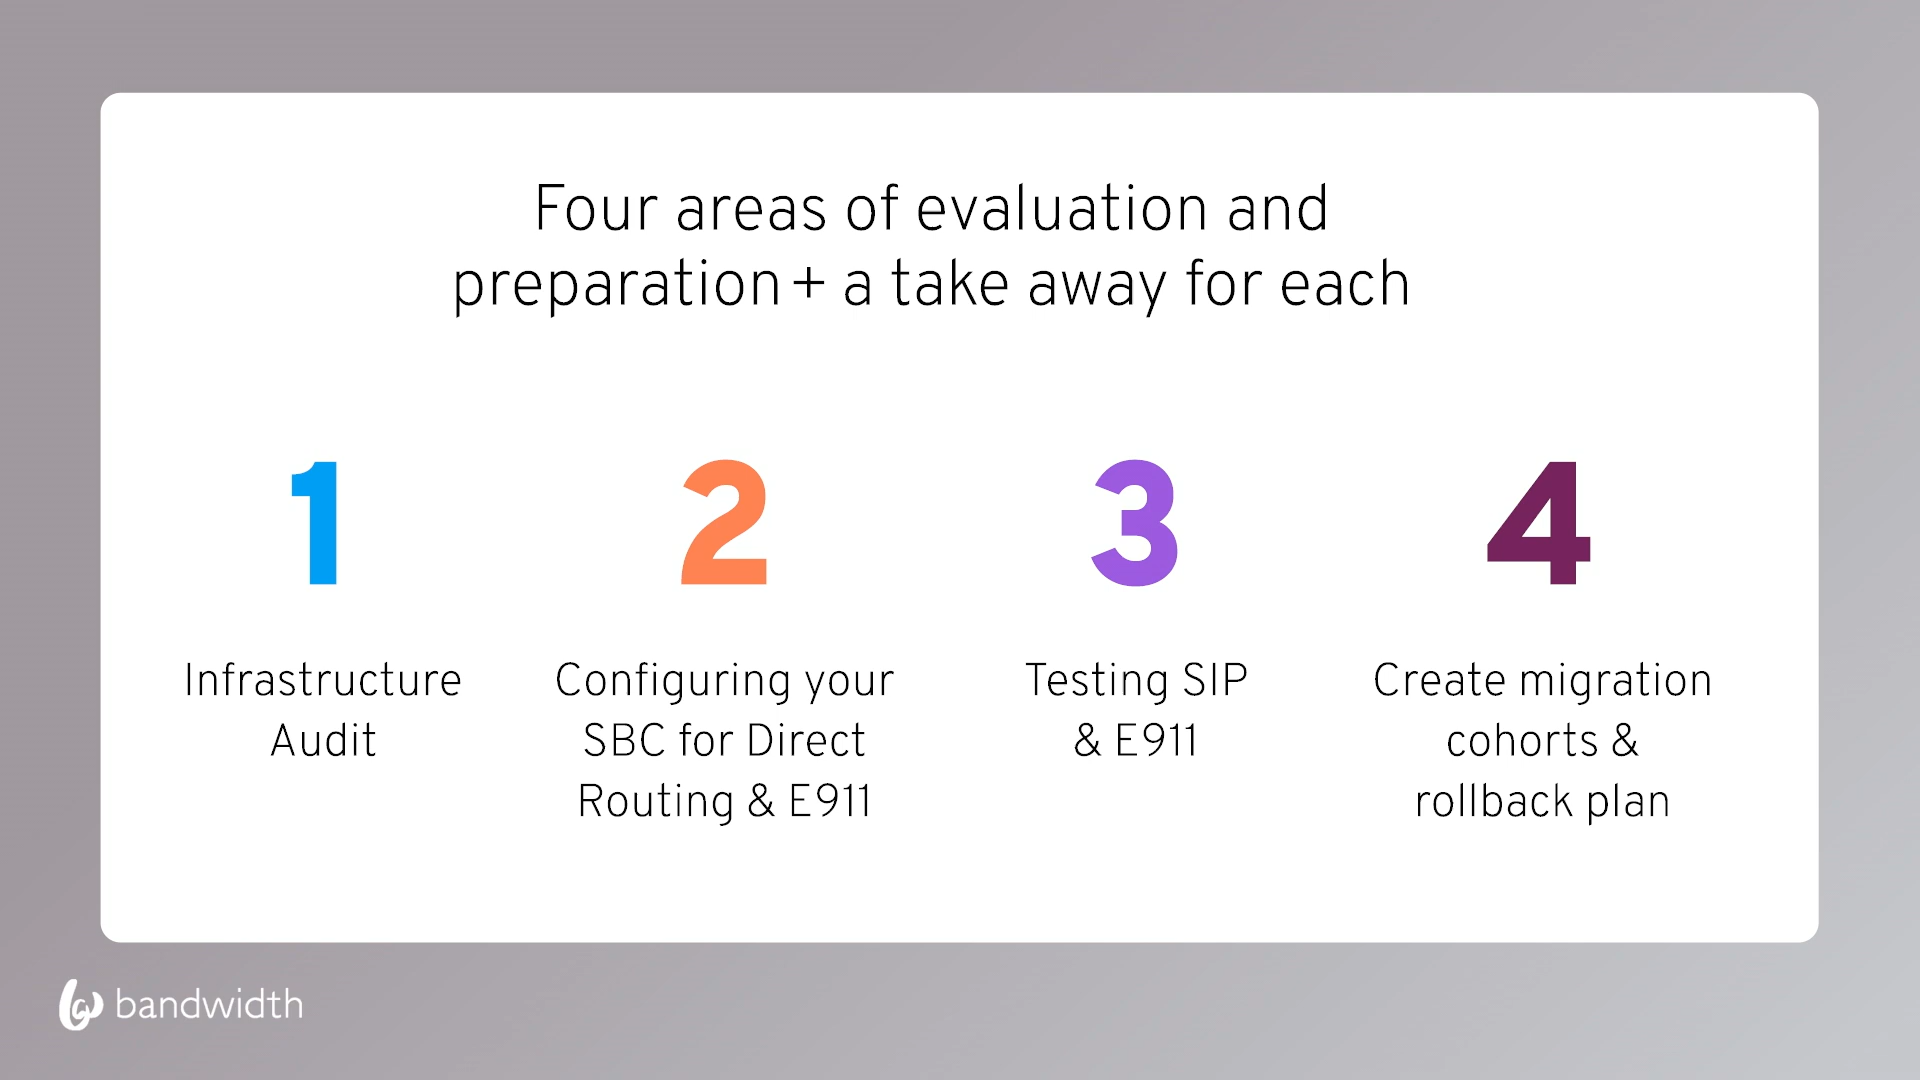 Four areas of evaluation and
preparation + a take away for each
1
Infrastructure
Audit
2
Configuring your
SBC for Direct
Routing & E911
3
Testing SIP
& E911
4
Create migration
cohorts &
rollback plan
bandwidth